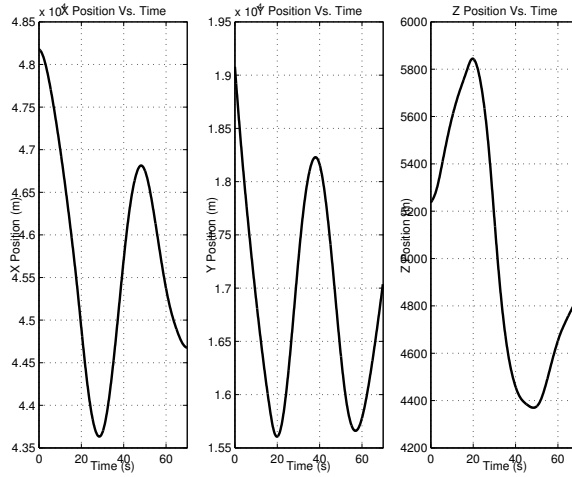 x 10⁴ X Position Vs. Time
4.85
4.8
4.75
4.7
4.65
4.6
4.55
4.5
4.45
4.4
4.35
X Position (m)
0 20 40 60
Time (s)
x 10⁴ Y Position Vs. Time
1.95
1.9
1.85
1.8
1.75
1.7
1.65
1.6
1.55
Y Position (m)
0 20 40 60
Time (s)
Z Position Vs. Time
6000
5800
5600
5400
5200
5000
4800
4600
4400
4200
Z Position (m)
0 20 40 60
Time (s)